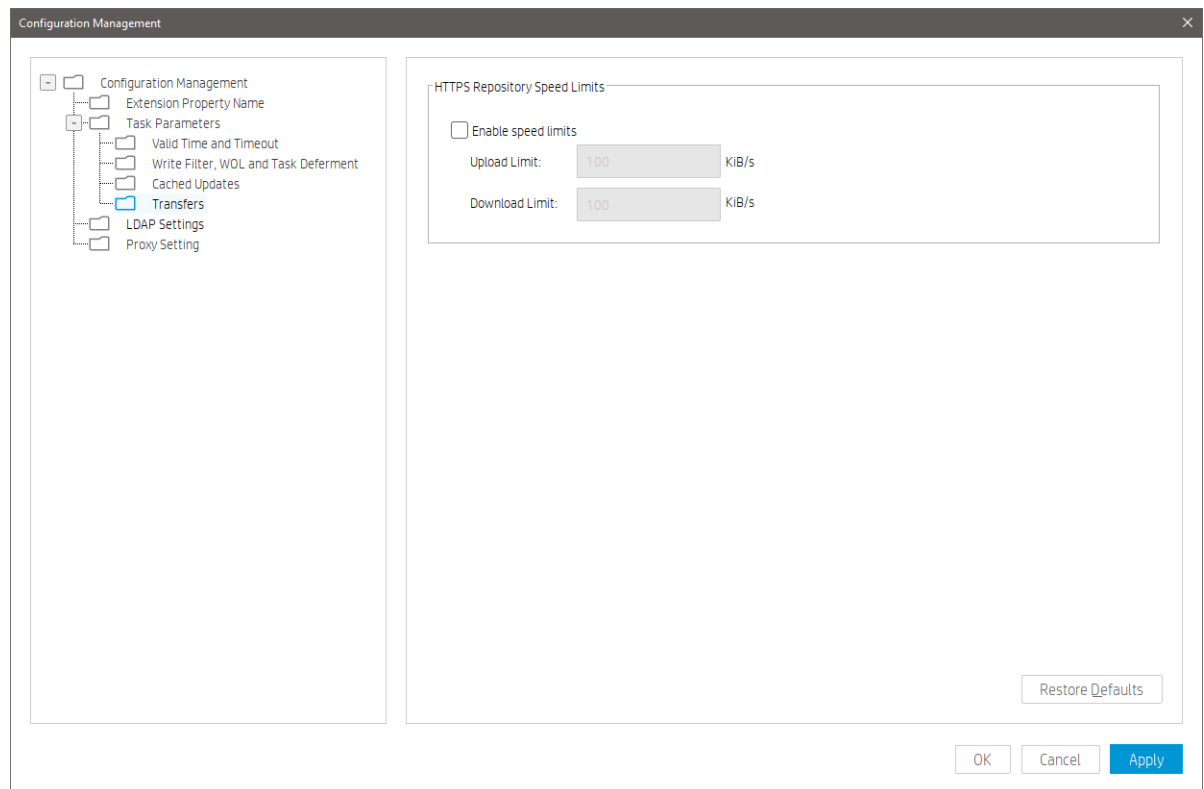 Configuration Management
Configuration Management
Extension Property Name
Task Parameters
Valid Time and Timeout
Write Filter, WOL and Task Deferment
Cached Updates
Transfers
LDAP Settings
Proxy Setting
HTTPS Repository Speed Limits
Enable speed limits
Upload Limit: 100 KiB/s
Download Limit: 100 KiB/s
Restore Defaults
OK Cancel Apply